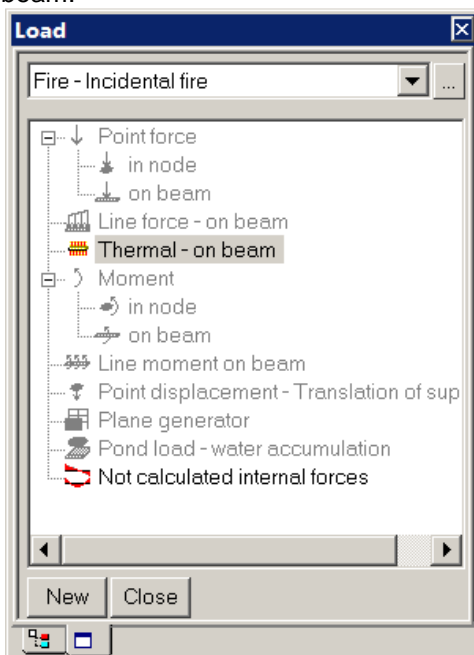 beam.
Load
Fire - Incidental fire
...
Point force
in node
on beam
Line force - on beam
Thermal - on beam
Moment
in node
on beam
Line moment on beam
Point displacement - Translation of sup
Plane generator
Pond load - water accumulation
Not calculated internal forces
New Close